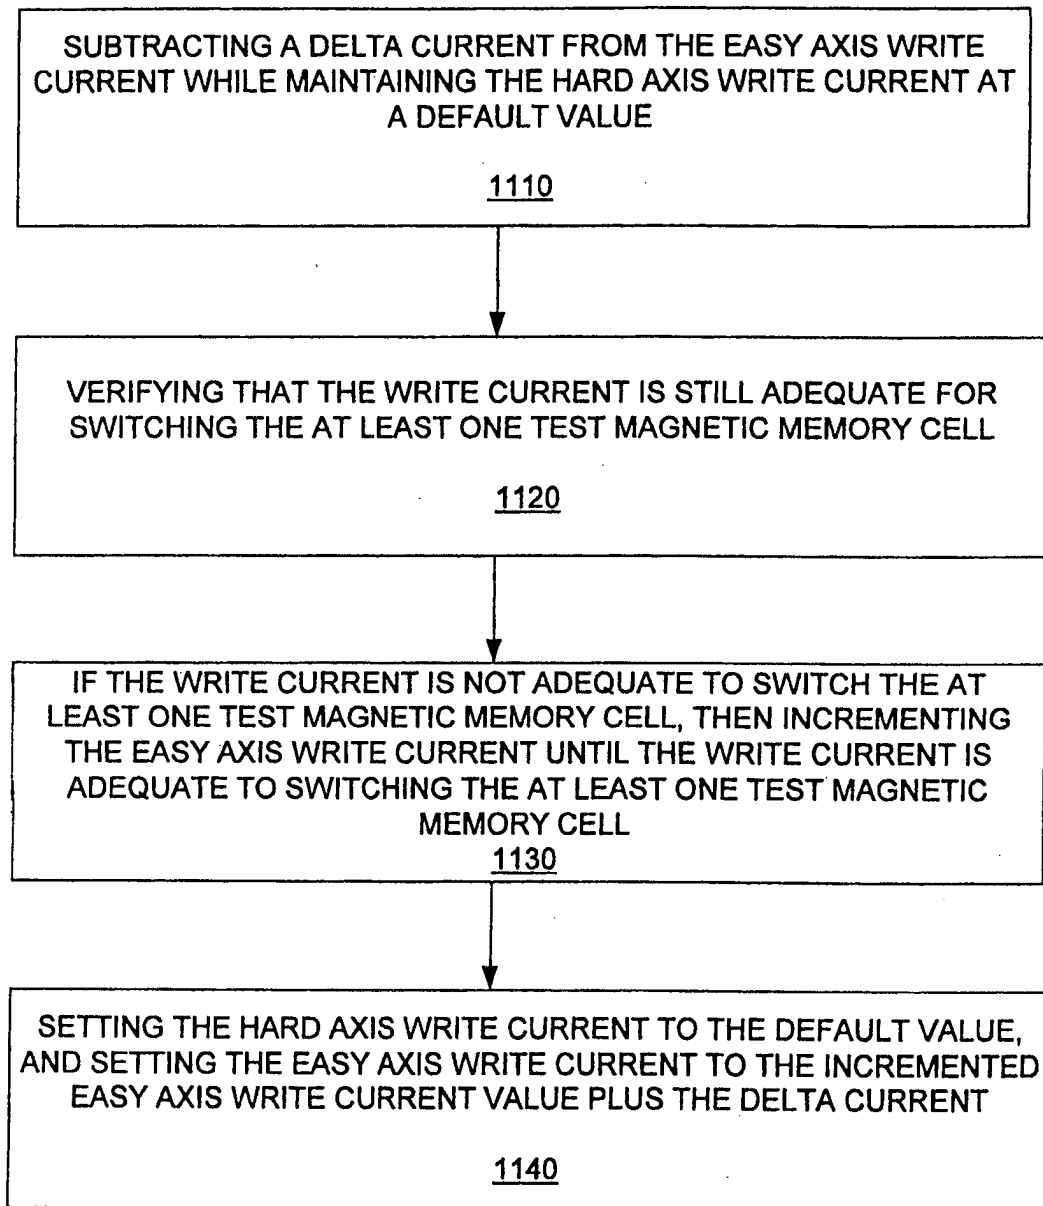 SUBTRACTING A DELTA CURRENT FROM THE EASY AXIS WRITE
CURRENT WHILE MAINTAINING THE HARD AXIS WRITE CURRENT AT
A DEFAULT VALUE
1110
VERIFYING THAT THE WRITE CURRENT IS STILL ADEQUATE FOR
SWITCHING THE AT LEAST ONE TEST MAGNETIC MEMORY CELL
1120
IF THE WRITE CURRENT IS NOT ADEQUATE TO SWITCH THE AT
LEAST ONE TEST MAGNETIC MEMORY CELL, THEN INCREMENTING
THE EASY AXIS WRITE CURRENT UNTIL THE WRITE CURRENT IS
ADEQUATE TO SWITCHING THE AT LEAST ONE TEST MAGNETIC
MEMORY CELL
1130
SETTING THE HARD AXIS WRITE CURRENT TO THE DEFAULT VALUE,
AND SETTING THE EASY AXIS WRITE CURRENT TO THE INCREMENTED
EASY AXIS WRITE CURRENT VALUE PLUS THE DELTA CURRENT
1140